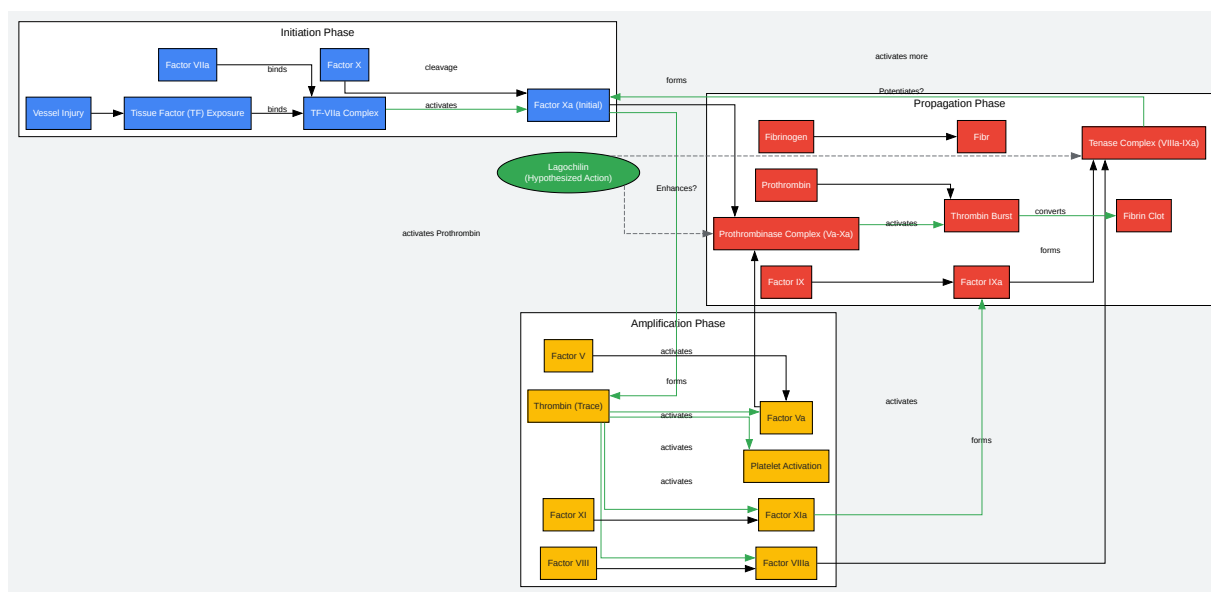 Initiation Phase
Factor VIIa
Factor X
binds
cleavage
Vessel Injury
Tissue Factor (TF) Exposure
binds
TF-VIIa Complex
activates
Factor Xa (Initial)
activates more
forms
Potentiates?
Propagation Phase
Fibrinogen
Fibr
Tenase Complex (VIIIa-IXa)
Lagochilin
(Hypothesized Action)
Enhances?
Prothrombin
Thrombin Burst
converts
Fibrin Clot
Prothrombinase Complex (Va-Xa)
activates
activates Prothrombin
forms
Factor IX
Factor IXa
Amplification Phase
Factor V
activates
forms
Thrombin (Trace)
activates
Factor Va
activates
activates
forms
Platelet Activation
activates
Factor XI
Factor XIa
Factor VIII
Factor VIIIa